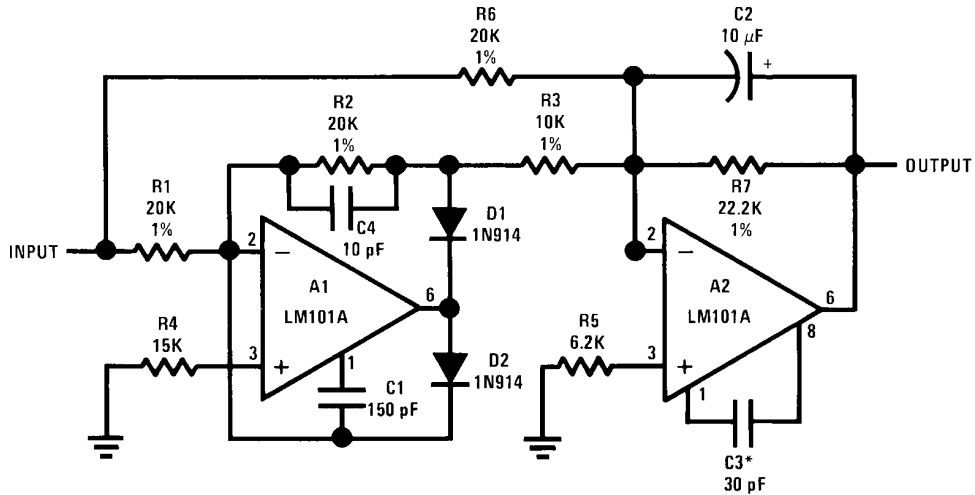 R6
20K
1%
C2
10 μF
+
R2
20K
1%
R3
10K
1%
OUTPUT
R1
20K
1%
C4
10 pF
D1
1N914
R7
22.2K
1%
INPUT
2
−
A1
LM101A
6
2
−
A2
LM101A
6
8
R4
15K
3
+
1
D2
1N914
R5
6.2K
3
+
1
C1
150 pF
C3*
30 pF